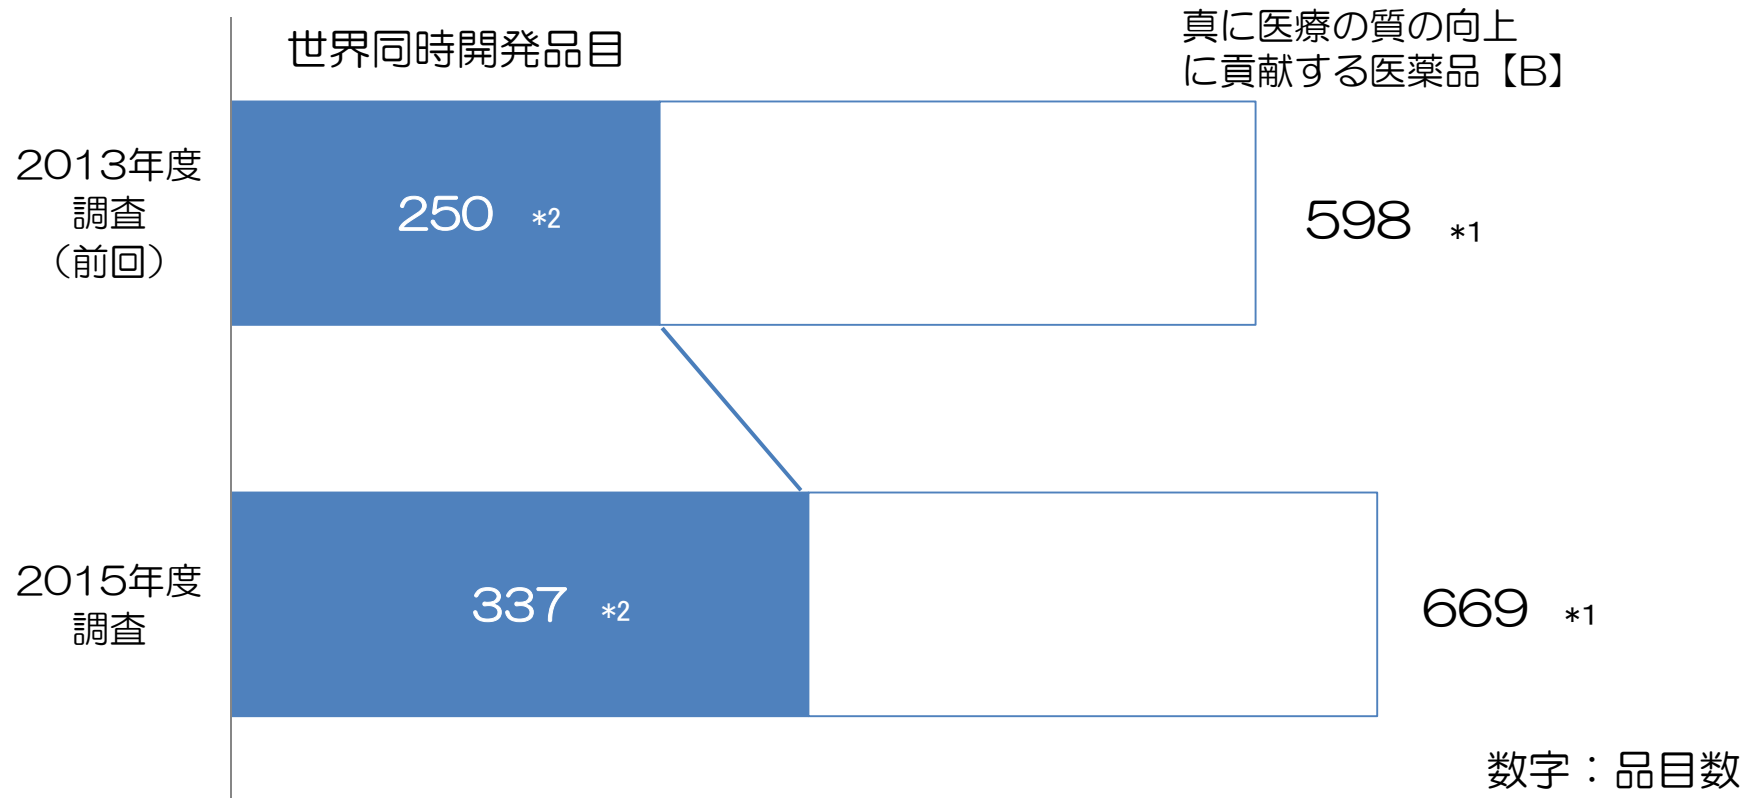 世界同時開発品目
真に医療の質の向上
に貢献する医薬品【B】
2013年度
調査
（前回）
250 *2
598 *1
2015年度
調査
337 *2
669 *1
数字：品目数